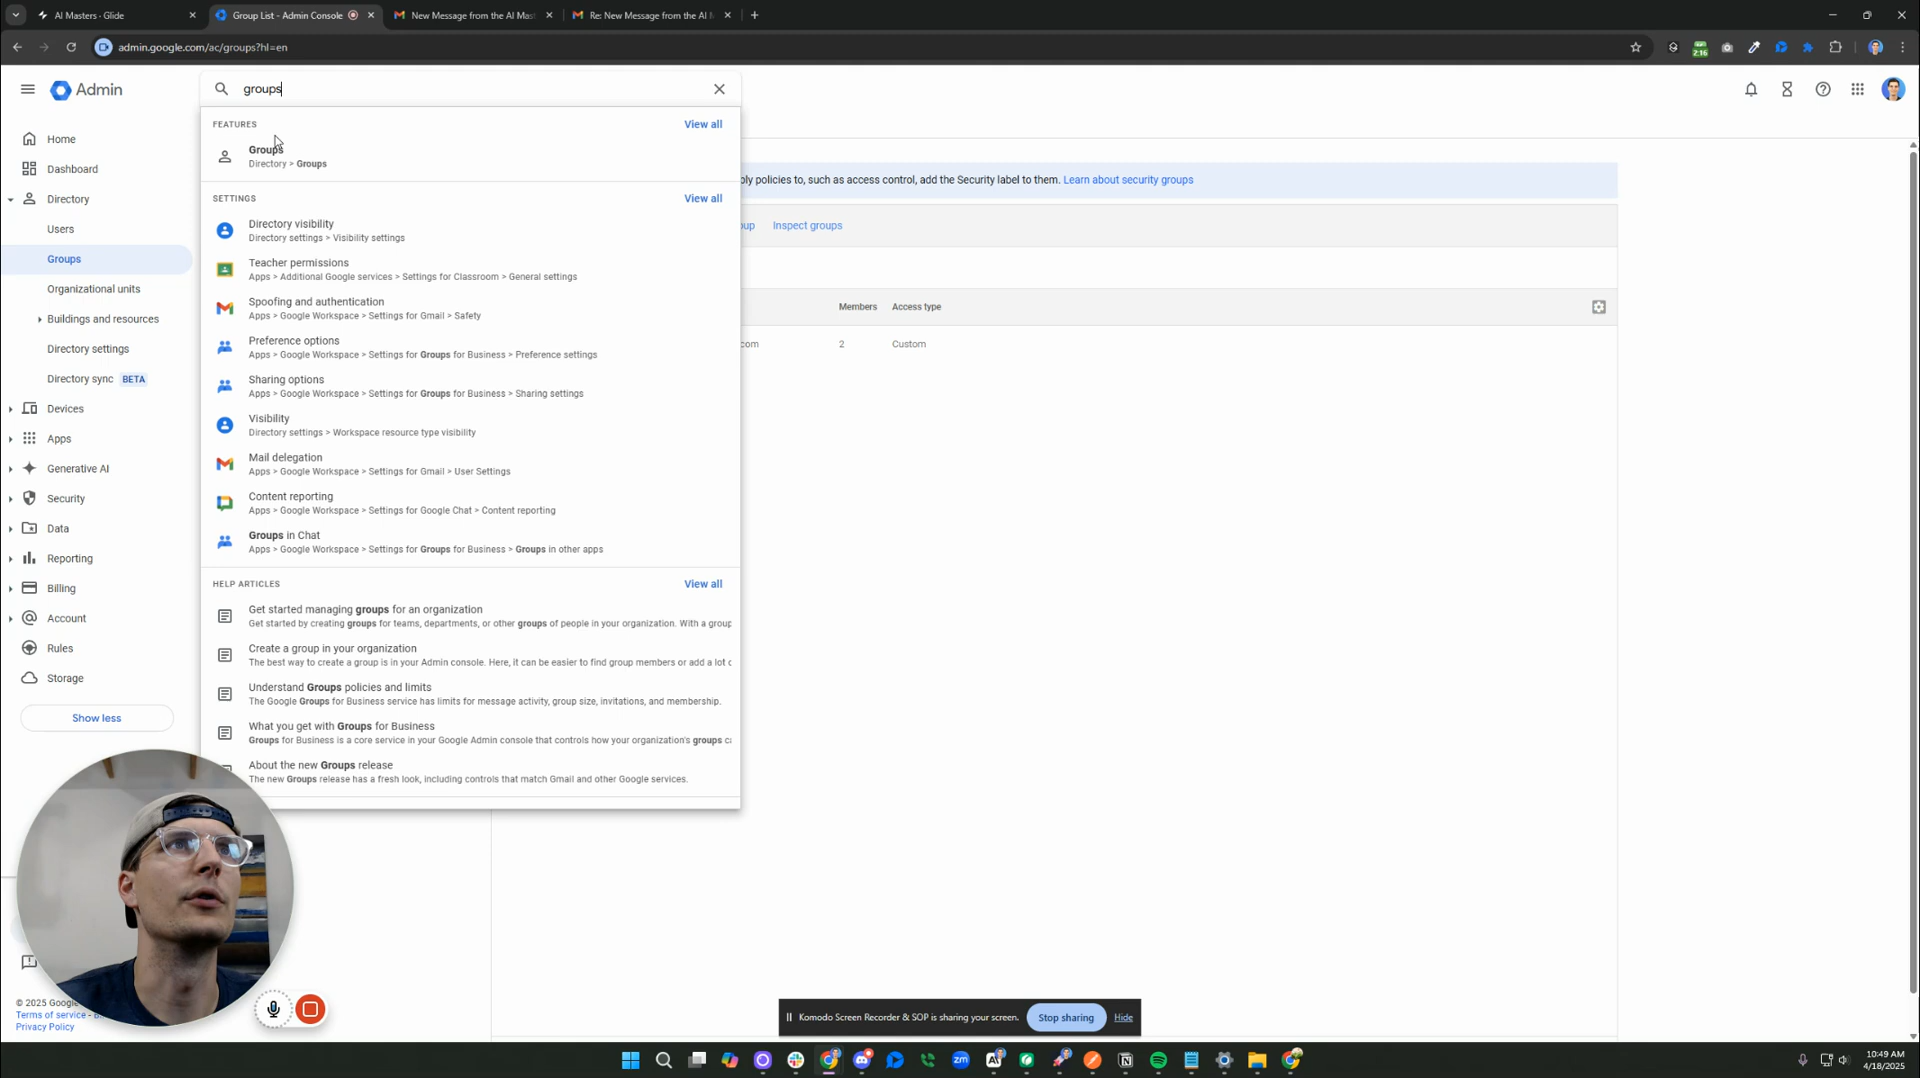 AI Masters - Glide
Group List - Admin Console
New Message from the AI Mast
Re: New Message from the AI M
admin.google.com/ac/groups?hl=en
2:16
Admin
groups
Home
Dashboard
Directory
Users
Groups
Organizational units
Buildings and resources
Directory settings
Directory sync BETA
Devices
Apps
Generative AI
Security
Data
Reporting
Billing
Account
Rules
Storage
Show less
FEATURES
View all
Groups
Directory > Groups
SETTINGS
View all
Directory visibility
Directory settings > Visibility settings
Teacher permissions
Apps > Additional Google services > Settings for Classroom > General settings
Spoofing and authentication
Apps > Google Workspace > Settings for Gmail > Safety
Preference options
Apps > Google Workspace > Settings for Groups for Business > Preference settings
Sharing options
Apps > Google Workspace > Settings for Groups for Business > Sharing settings
Visibility
Directory settings > Workspace resource type visibility
Mail delegation
Apps > Google Workspace > Settings for Gmail > User Settings
Content reporting
Apps > Google Workspace > Settings for Google Chat > Content reporting
Groups in Chat
Apps > Google Workspace > Settings for Groups for Business > Groups in other apps
HELP ARTICLES
View all
Get started managing groups for an organization
Get started by creating groups for teams, departments, or other groups of people in your organization. With a group
Create a group in your organization
The best way to create a group is in your Admin console. Here, it can be easier to find group members or add a lot o
Understand Groups policies and limits
The Google Groups for Business service has limits for message activity, group size, invitations, and membership.
What you get with Groups for Business
Groups for Business is a core service in your Google Admin console that controls how your organization's groups ca
About the new Groups release
The new Groups release has a fresh look, including controls that match Gmail and other Google services.
ply policies to, such as access control, add the Security label to them. Learn about security groups
oup
Inspect groups
Members
Access type
com
2
Custom
© 2025 Google
Terms of service -
Privacy Policy
Komodo Screen Recorder & SOP is sharing your screen.
Stop sharing
Hide
zm
10:49 AM
4/18/2025